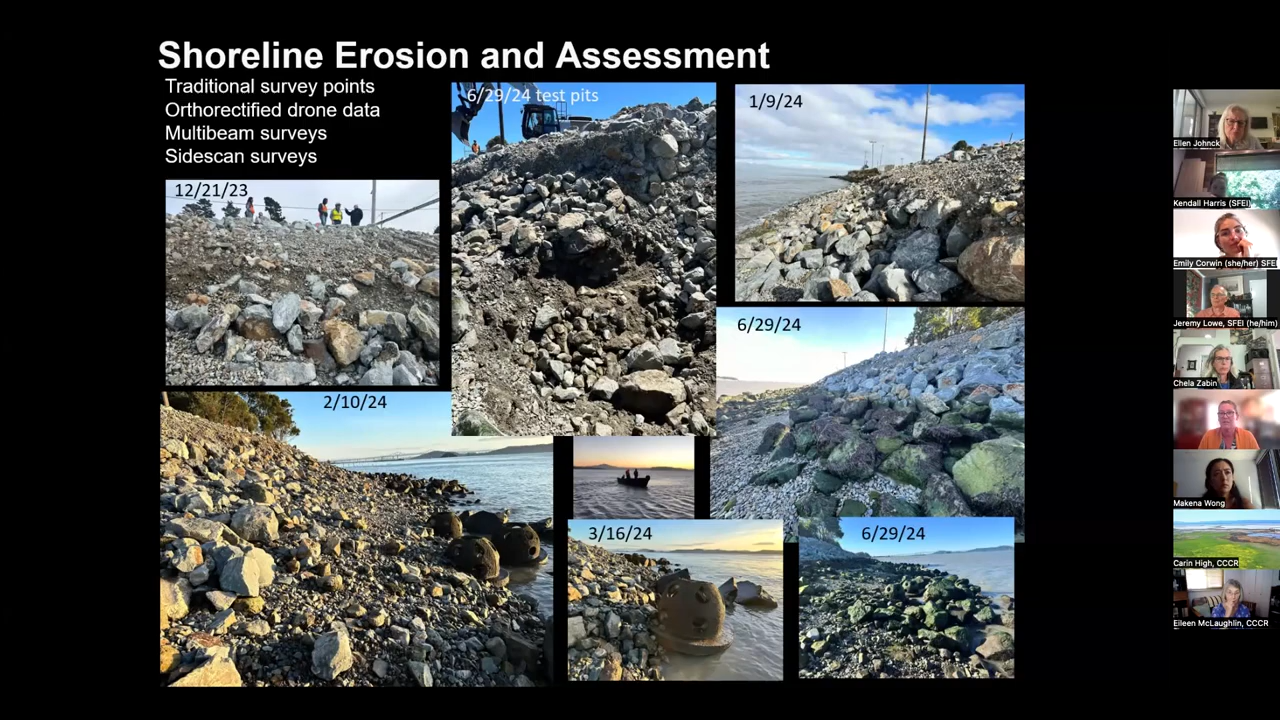 Shoreline Erosion and Assessment
Traditional survey points
Orthorectified drone data
Multibeam surveys
Sidescan surveys
6/29/24 test pits
1/9/24
12/21/23
6/29/24
2/10/24
3/16/24
6/29/24
Ellen Johnck
Kendall Harris (SFEI)
Emily Corwin (she/her) SFE
Jeremy Lowe, SFEI (he/him)
Chela Zabin
Makena Wong
Carin High, CCCR
Eileen McLaughlin, CCCR